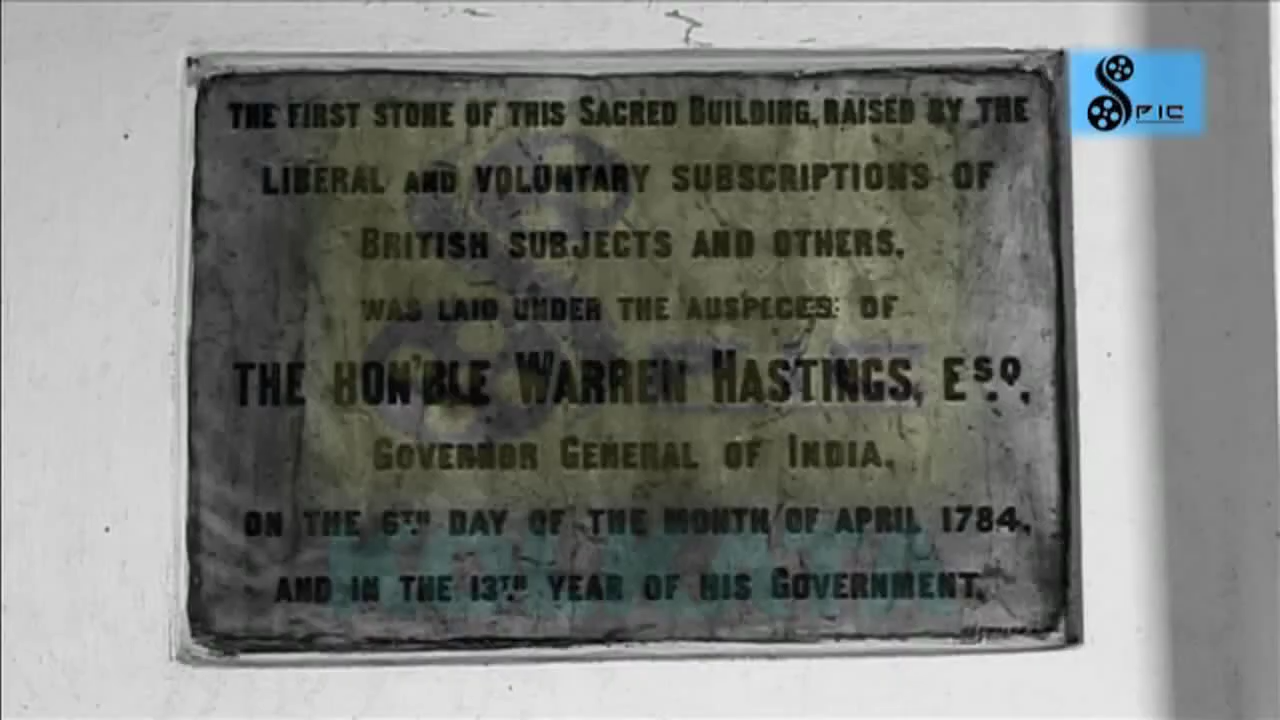 THE FIRST STONE OF THIS SACRED BUILDING, RAISED BY THE
LIBERAL AND VOLUNTARY SUBSCRIPTIONS OF
BRITISH SUBJECTS AND OTHERS,
WAS LAID UNDER THE AUSPECES OF
THE HON'BLE WARREN HASTINGS, ESQ.,
GOVERNOR GENERAL OF INDIA,
ON THE 6TH DAY OF THE MONTH OF APRIL 1784,
AND IN THE 13TH YEAR OF HIS GOVERNMENT.
PIC
KOLKATA